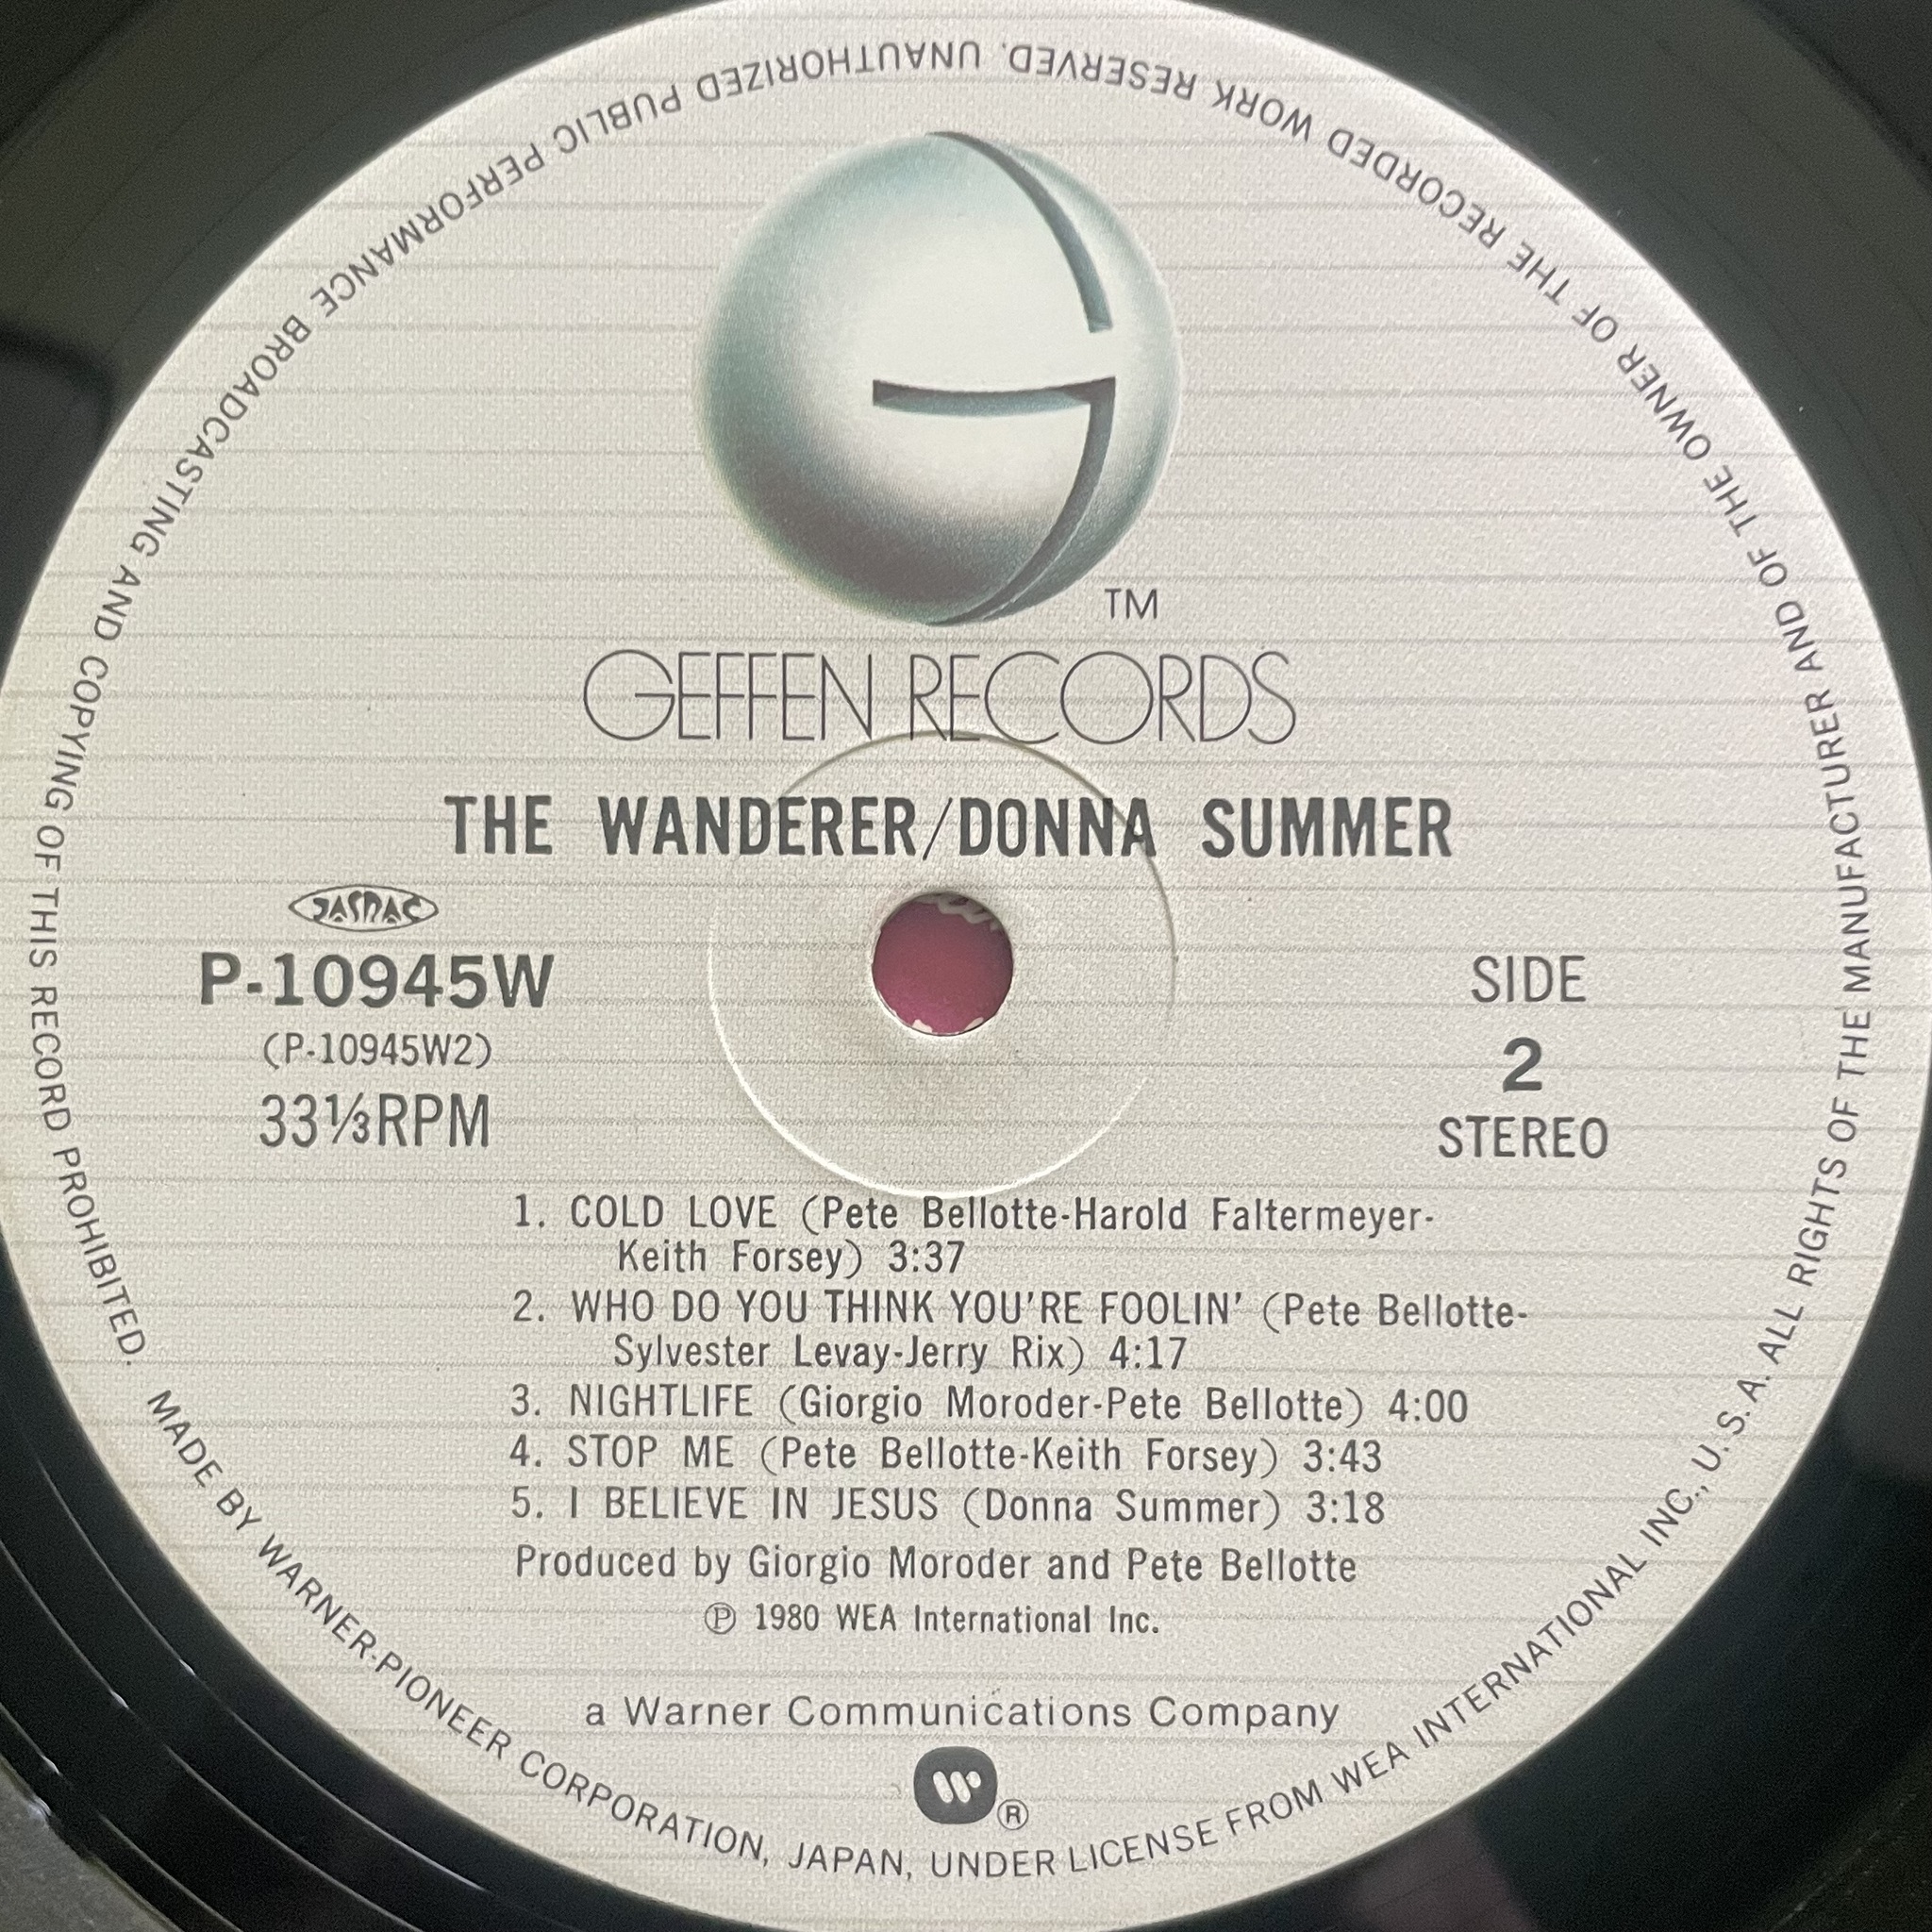 TM
GEFFEN RECORDS
THE WANDERER/DONNA SUMMER
JASRAC
P-10945W
(P-10945W2)
33⅓RPM
SIDE
2
STEREO
1. COLD LOVE (Pete Bellotte-Harold Faltermeyer-
Keith Forsey) 3:37
2. WHO DO YOU THINK YOU'RE FOOLIN' (Pete Bellotte-
Sylvester Levay-Jerry Rix) 4:17
3. NIGHTLIFE (Giorgio Moroder-Pete Bellotte) 4:00
4. STOP ME (Pete Bellotte-Keith Forsey) 3:43
5. I BELIEVE IN JESUS (Donna Summer) 3:18
Produced by Giorgio Moroder and Pete Bellotte
℗ 1980 WEA International Inc.
a Warner Communications Company
W®
MADE BY WARNER-PIONEER CORPORATION, JAPAN, UNDER LICENSE FROM WEA INTERNATIONAL INC., U.S.A. ALL RIGHTS OF THE MANUFACTURER AND OF THE OWNER OF THE RECORDED WORK RESERVED. UNAUTHORIZED PUBLIC PERFORMANCE BROADCASTING AND COPYING OF THIS RECORD PROHIBITED.